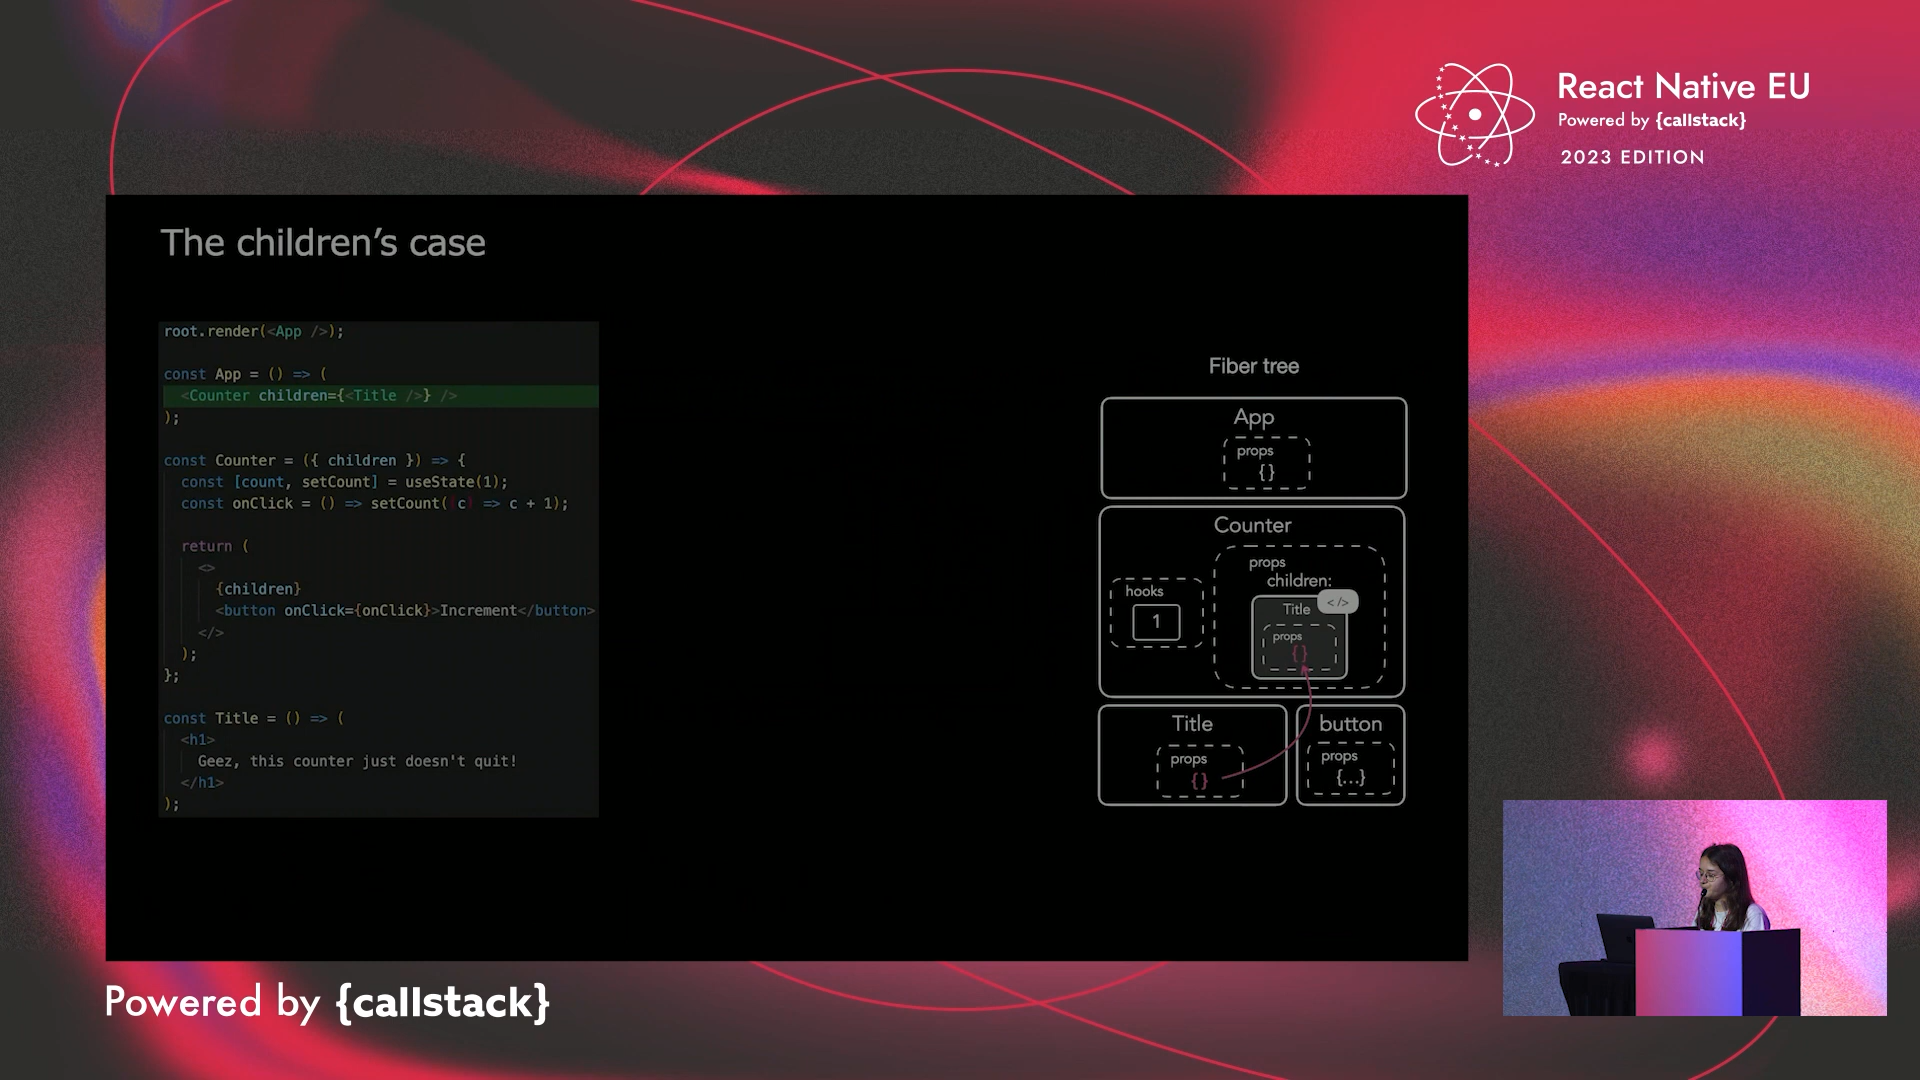 React Native EU
Powered by {callstack}
2023 EDITION
The children's case
root.render(<App />);
const App = () => (
<Counter children={<Title />} />
);
const Counter = ({ children }) => {
const [count, setCount] = useState(1);
const onClick = () => setCount((c) => c + 1);
return (
<>
{children}
<button onClick={onClick}>Increment</button>
</>
);
};
const Title = () => (
<h1>
Geez, this counter just doesn't quit!
</h1>
);
Fiber tree
App
props
{}
Counter
props
children:
hooks
1
Title
</>
props
{}
Title
props
{}
button
props
{...}
Powered by {callstack}